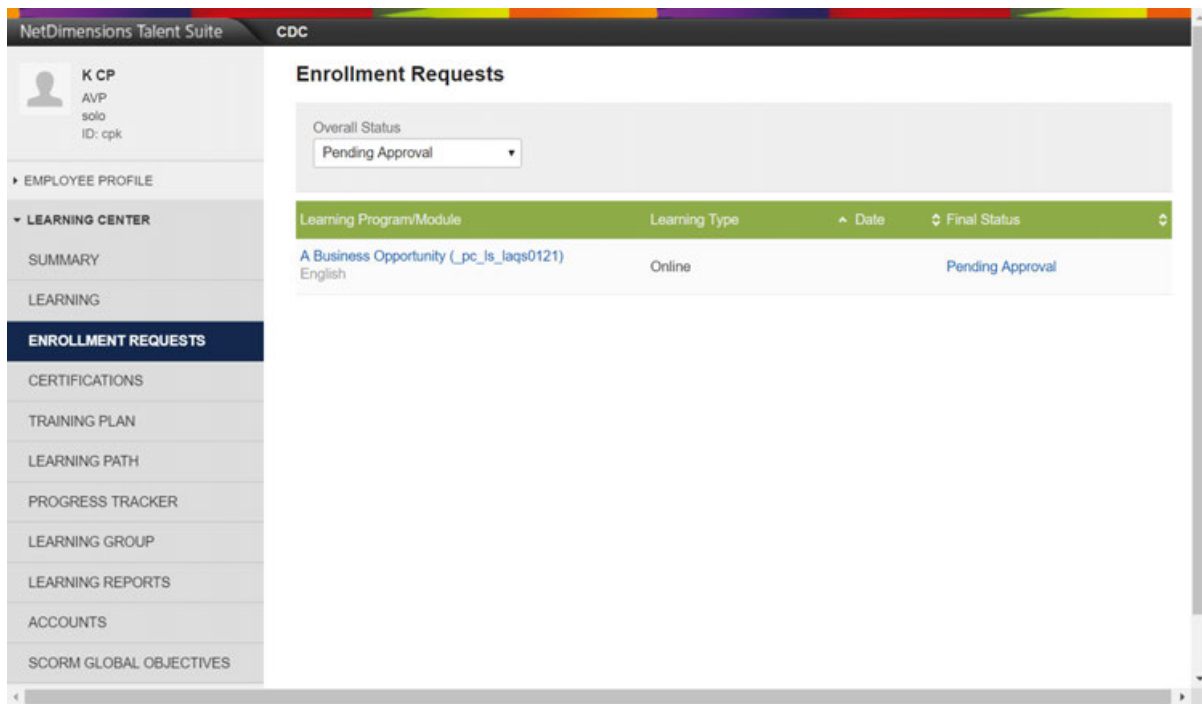 NetDimensions Talent Suite
CDC
K CP
AVP
solo
ID: cpk
EMPLOYEE PROFILE
LEARNING CENTER
SUMMARY
LEARNING
ENROLLMENT REQUESTS
CERTIFICATIONS
TRAINING PLAN
LEARNING PATH
PROGRESS TRACKER
LEARNING GROUP
LEARNING REPORTS
ACCOUNTS
SCORM GLOBAL OBJECTIVES
Enrollment Requests
Overall Status
Pending Approval
Learning Program/Module Learning Type Date Final Status
A Business Opportunity (_pc_ls_laqs0121) Online Pending Approval
English